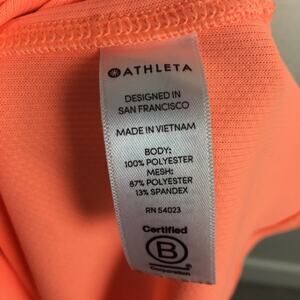 ATHLETA
DESIGNED IN
SAN FRANCISCO
MADE IN VIETNAM
BODY:
100% POLYESTER
MESH:
87% POLYESTER
13% SPANDEX
RN 54023
Certified
B
Corporation